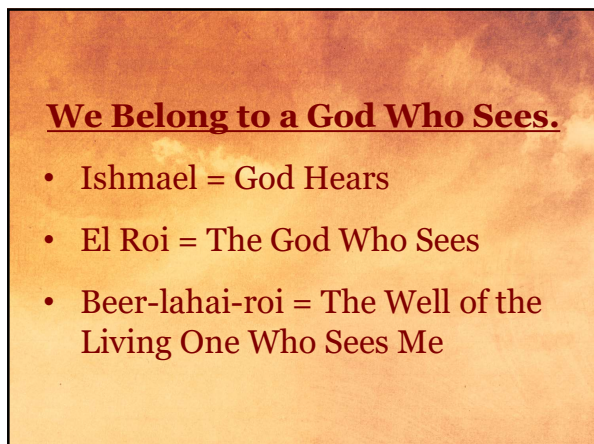 We Belong to a God Who Sees.
• Ishmael = God Hears
• El Roi = The God Who Sees
• Beer-lahai-roi = The Well of the
Living One Who Sees Me